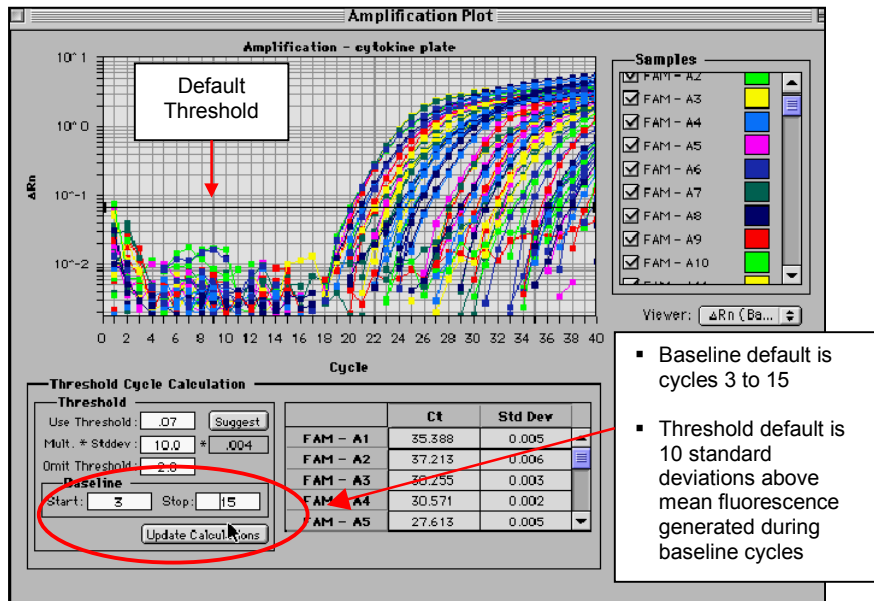 Amplification Plot
Amplification - cytokine plate
Default
Threshold
10^1
10^0
10^-1
10^-2
ΔRn
0 2 4 6 8 10 12 14 16 18 20 22 24 26 28 30 32 34 36 38 40
Cycle
Samples
FAM - A2
FAM - A3
FAM - A4
FAM - A5
FAM - A6
FAM - A7
FAM - A8
FAM - A9
FAM - A10
Viewer: ΔRn (Ba...
Threshold Cycle Calculation
Threshold
Use Threshold: .07 Suggest
Mult. * Stddev: 10.0 * .004
Omit Threshold: 2.0
Baseline
Start: 3 Stop: 15
Update Calculations
Ct Std Dev
FAM - A1 35.388 0.005
FAM - A2 37.213 0.006
FAM - A3 0.003
FAM - A4 30.571 0.002
FAM - A5 27.613 0.005
▪ Baseline default is
cycles 3 to 15
▪ Threshold default is
10 standard
deviations above
mean fluorescence
generated during
baseline cycles